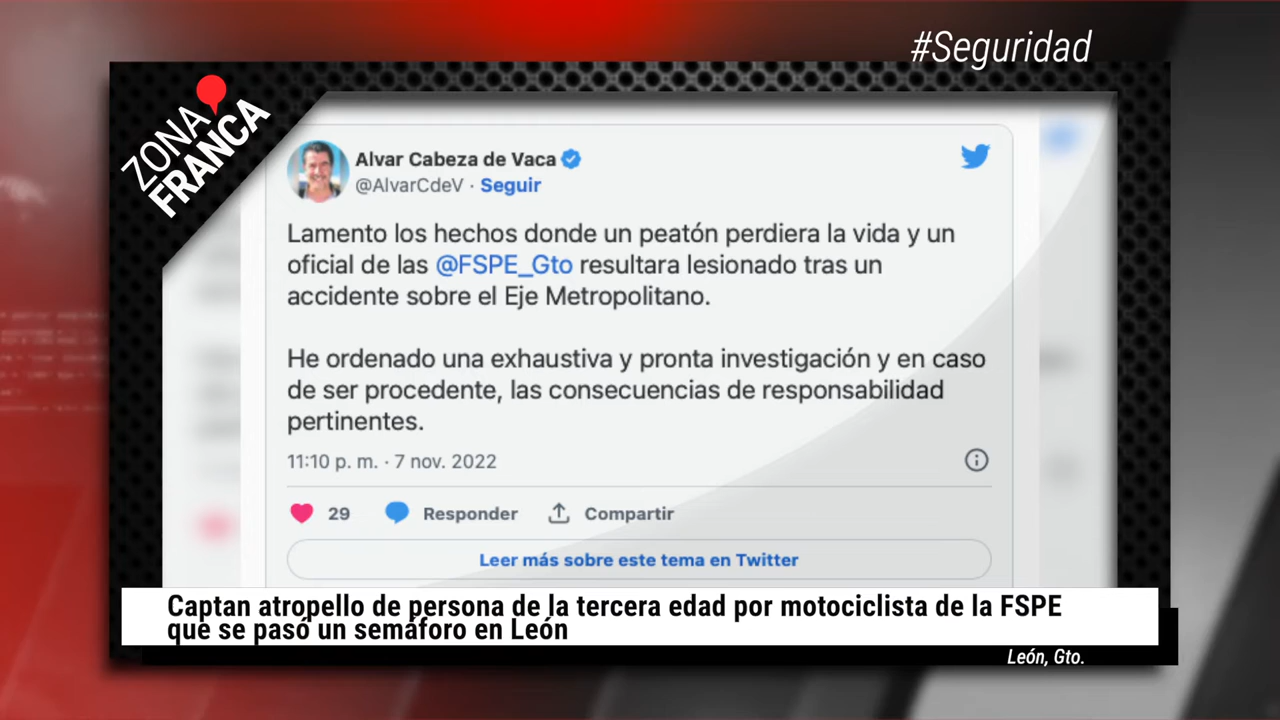 #Seguridad
ZONA
FRANCA
Alvar Cabeza de Vaca
@AlvarCdeV · Seguir
Lamento los hechos donde un peatón perdiera la vida y un
oficial de las @FSPE_Gto resultara lesionado tras un
accidente sobre el Eje Metropolitano.
He ordenado una exhaustiva y pronta investigación y en caso
de ser procedente, las consecuencias de responsabilidad
pertinentes.
11:10 p. m. · 7 nov. 2022
29 Responder Compartir
Leer más sobre este tema en Twitter
Captan atropello de persona de la tercera edad por motociclista de la FSPE
que se pasó un semáforo en León
León, Gto.